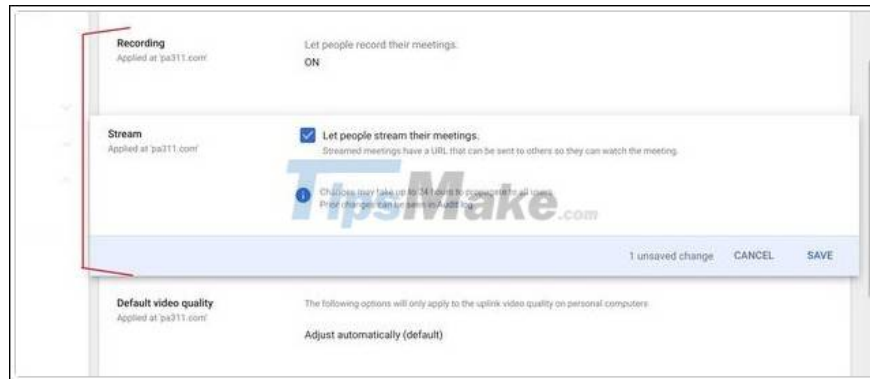 Recording
Applied at 'pa311.com'
Let people record their meetings.
ON
Stream
Applied at 'pa311.com'
Let people stream their meetings.
Streamed meetings have a URL that can be sent to others so they can watch the meeting.
Changes may take up to 24 hours to propagate to all users.
Prior changes can be seen in Audit log
TipsMake.com
1 unsaved change
CANCEL
SAVE
Default video quality
Applied at 'pa311.com'
The following options will only apply to the uplink video quality on personal computers
Adjust automatically (default)